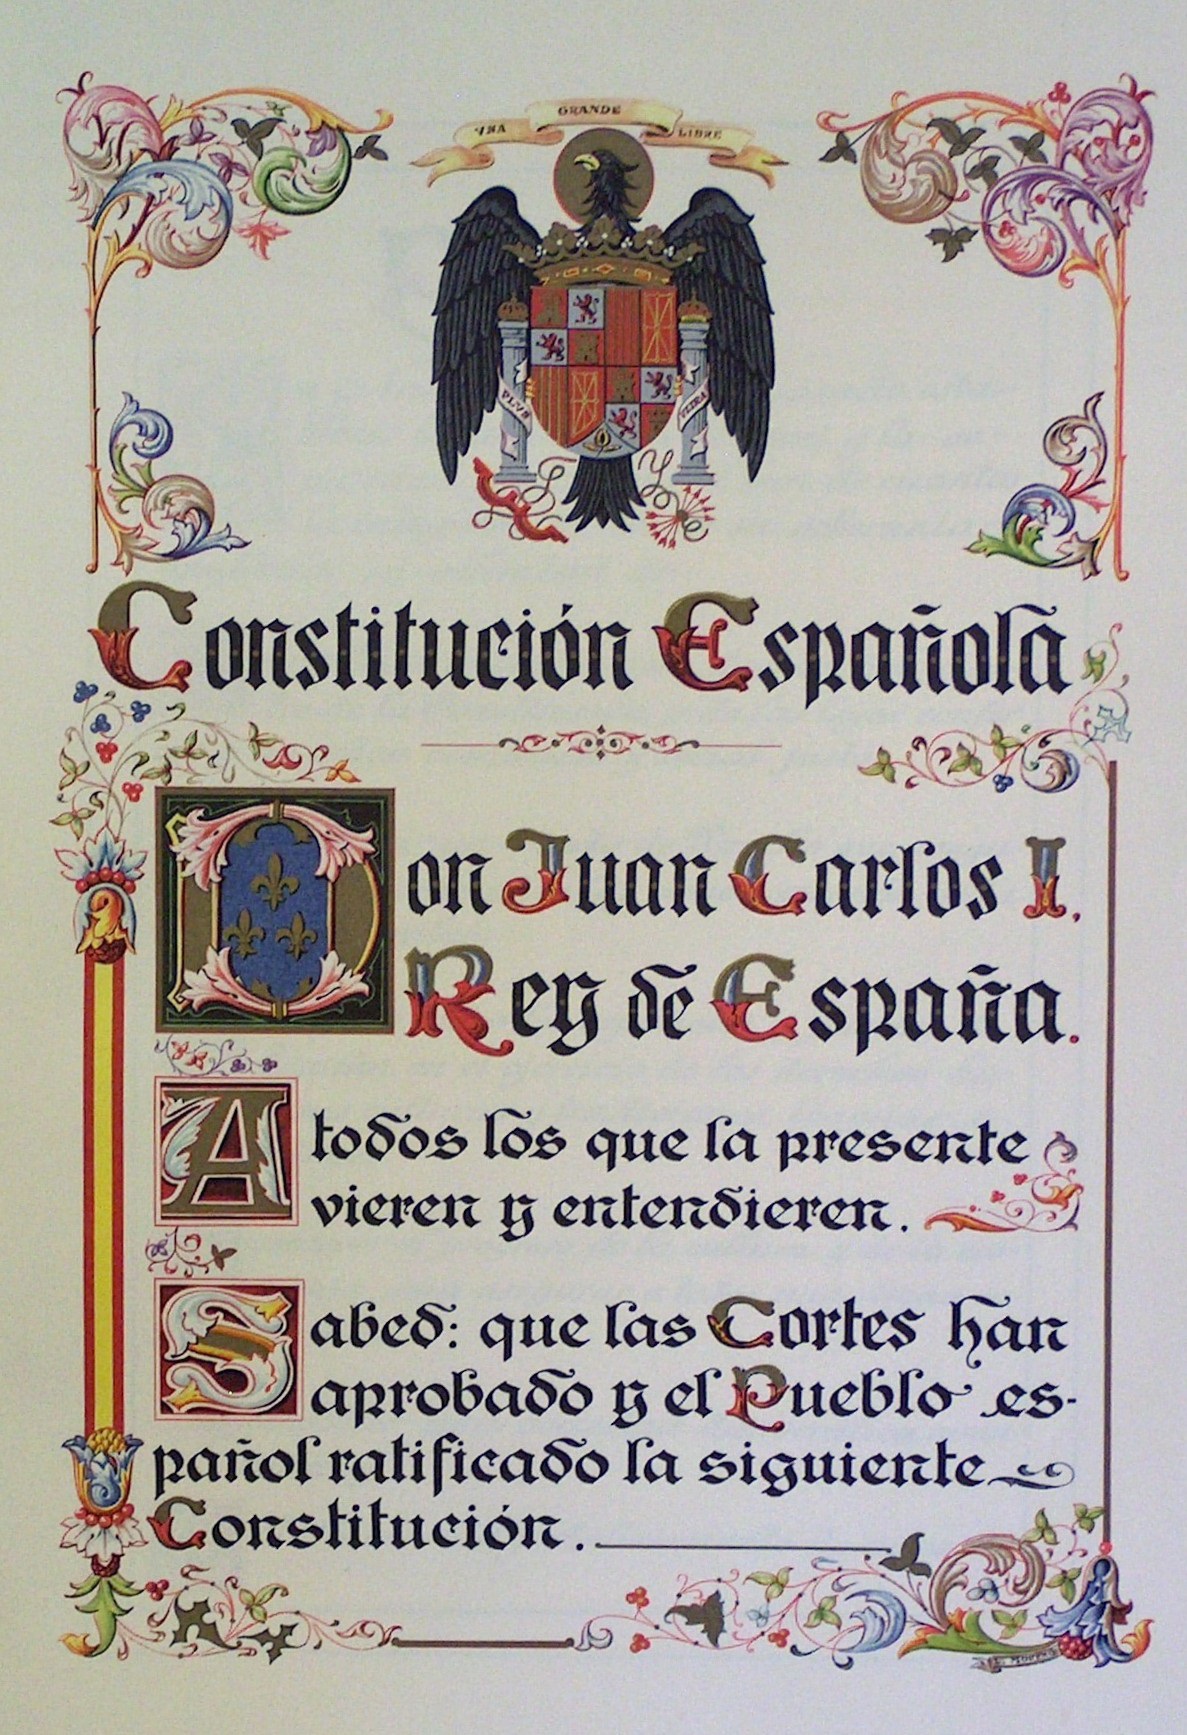 UNA GRANDE LIBRE
PLVS VLTRA
Constitución Española
Don Juan Carlos I,
Rey de España.
A todos los que la presente
vieren y entendieren.
Sabed: que las Cortes han
aprobado y el Pueblo es-
pañol ratificado la siguiente
Constitución.